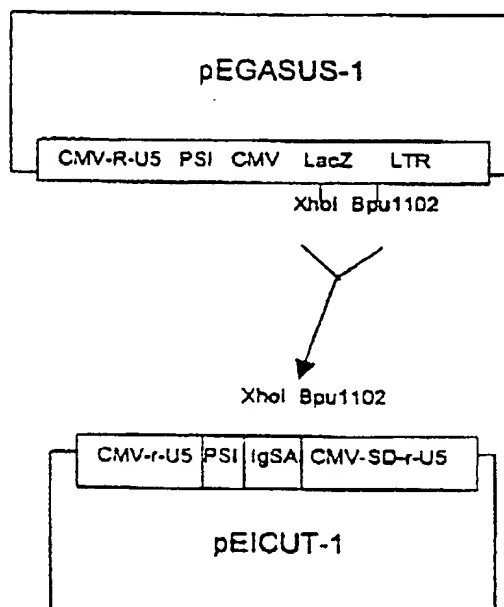 pEGASUS-1
CMV-R-U5 PSI CMV LacZ LTR
XhoI Bpu1102
XhoI Bpu1102
CMV-r-U5 PSI IgSA CMV-SD-r-U5
pEICUT-1